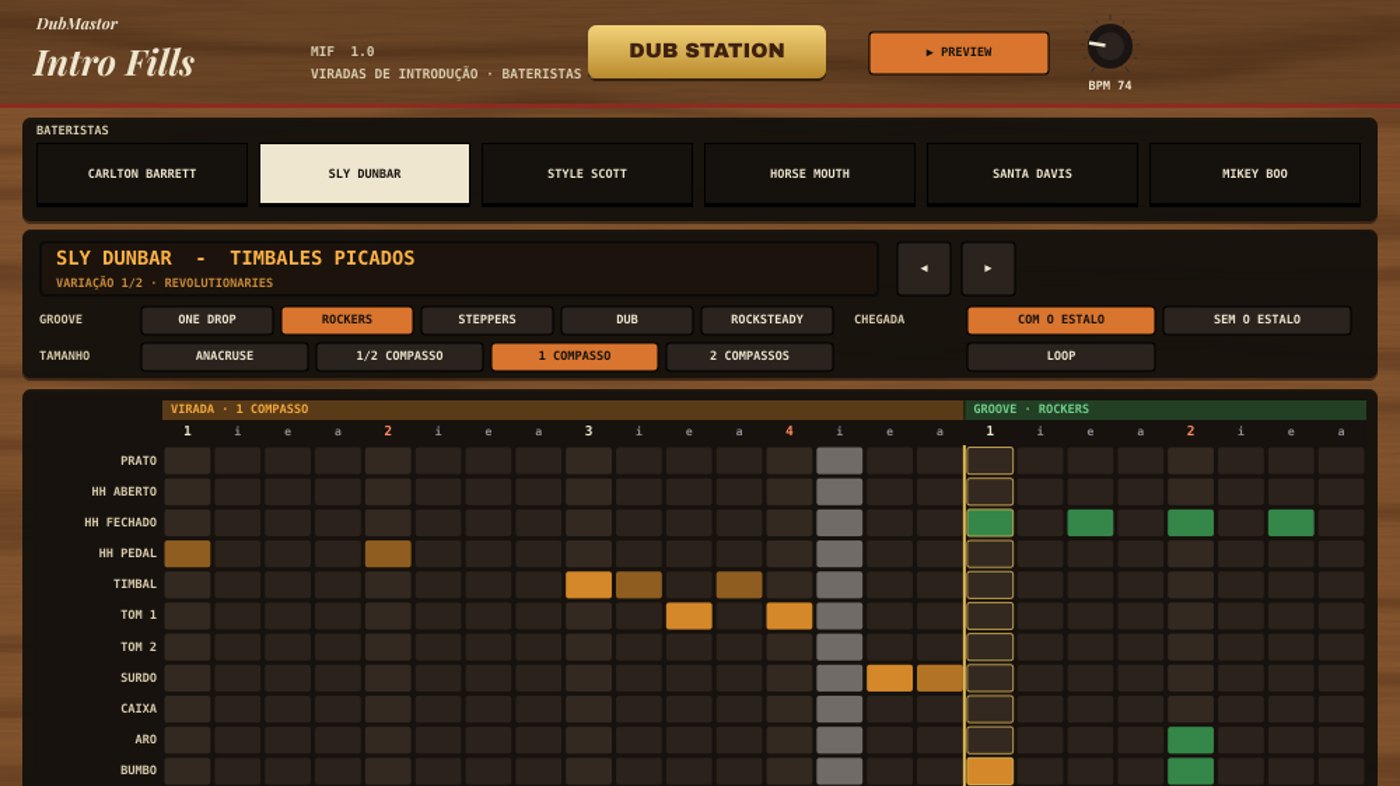 DubMastor
Intro Fills
MIF 1.0
VIRADAS DE INTRODUÇÃO · BATERISTAS
DUB STATION
▶ PREVIEW
BPM 74
BATERISTAS
CARLTON BARRETT
SLY DUNBAR
STYLE SCOTT
HORSE MOUTH
SANTA DAVIS
MIKEY BOO
SLY DUNBAR - TIMBALES PICADOS
VARIAÇÃO 1/2 · REVOLUTIONARIES
◀ ▶
GROOVE ONE DROP ROCKERS STEPPERS DUB ROCKSTEADY CHEGADA COM O ESTALO SEM O ESTALO
TAMANHO ANACRUSE 1/2 COMPASSO 1 COMPASSO 2 COMPASSOS LOOP
VIRADA · 1 COMPASSO GROOVE · ROCKERS
1 i e a 2 i e a 3 i e a 4 i e a 1 i e a 2 i e a
PRATO
HH ABERTO
HH FECHADO
HH PEDAL
TIMBAL
TOM 1
TOM 2
SURDO
CAIXA
ARO
BUMBO